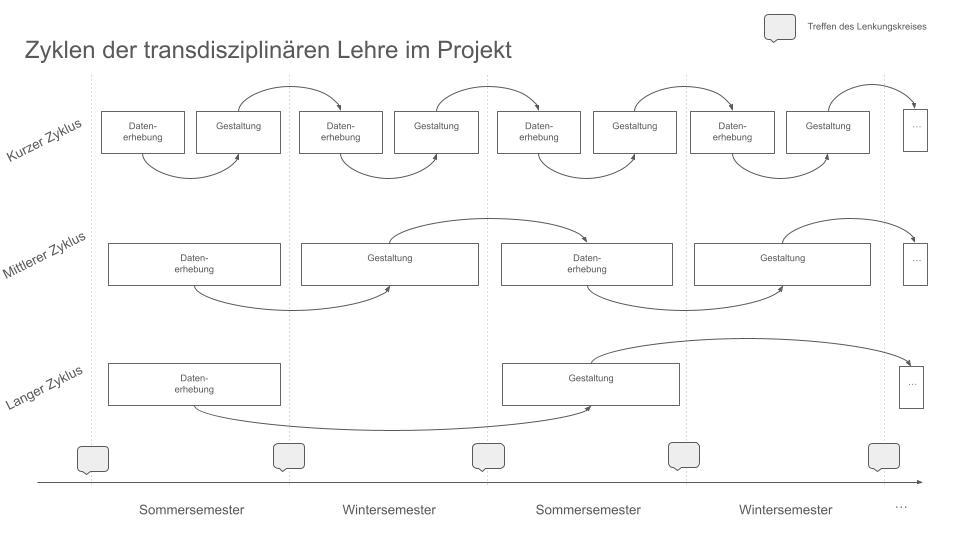 Treffen des Lenkungskreises
Zyklen der transdisziplinären Lehre im Projekt
Kurzer Zyklus
Daten-
erhebung
Gestaltung
Daten-
erhebung
Gestaltung
Daten-
erhebung
Gestaltung
Daten-
erhebung
Gestaltung
...
Mittlerer Zyklus
Daten-
erhebung
Gestaltung
Daten-
erhebung
Gestaltung
...
Langer Zyklus
Daten-
erhebung
Gestaltung
...
Sommersemester
Wintersemester
Sommersemester
Wintersemester
...